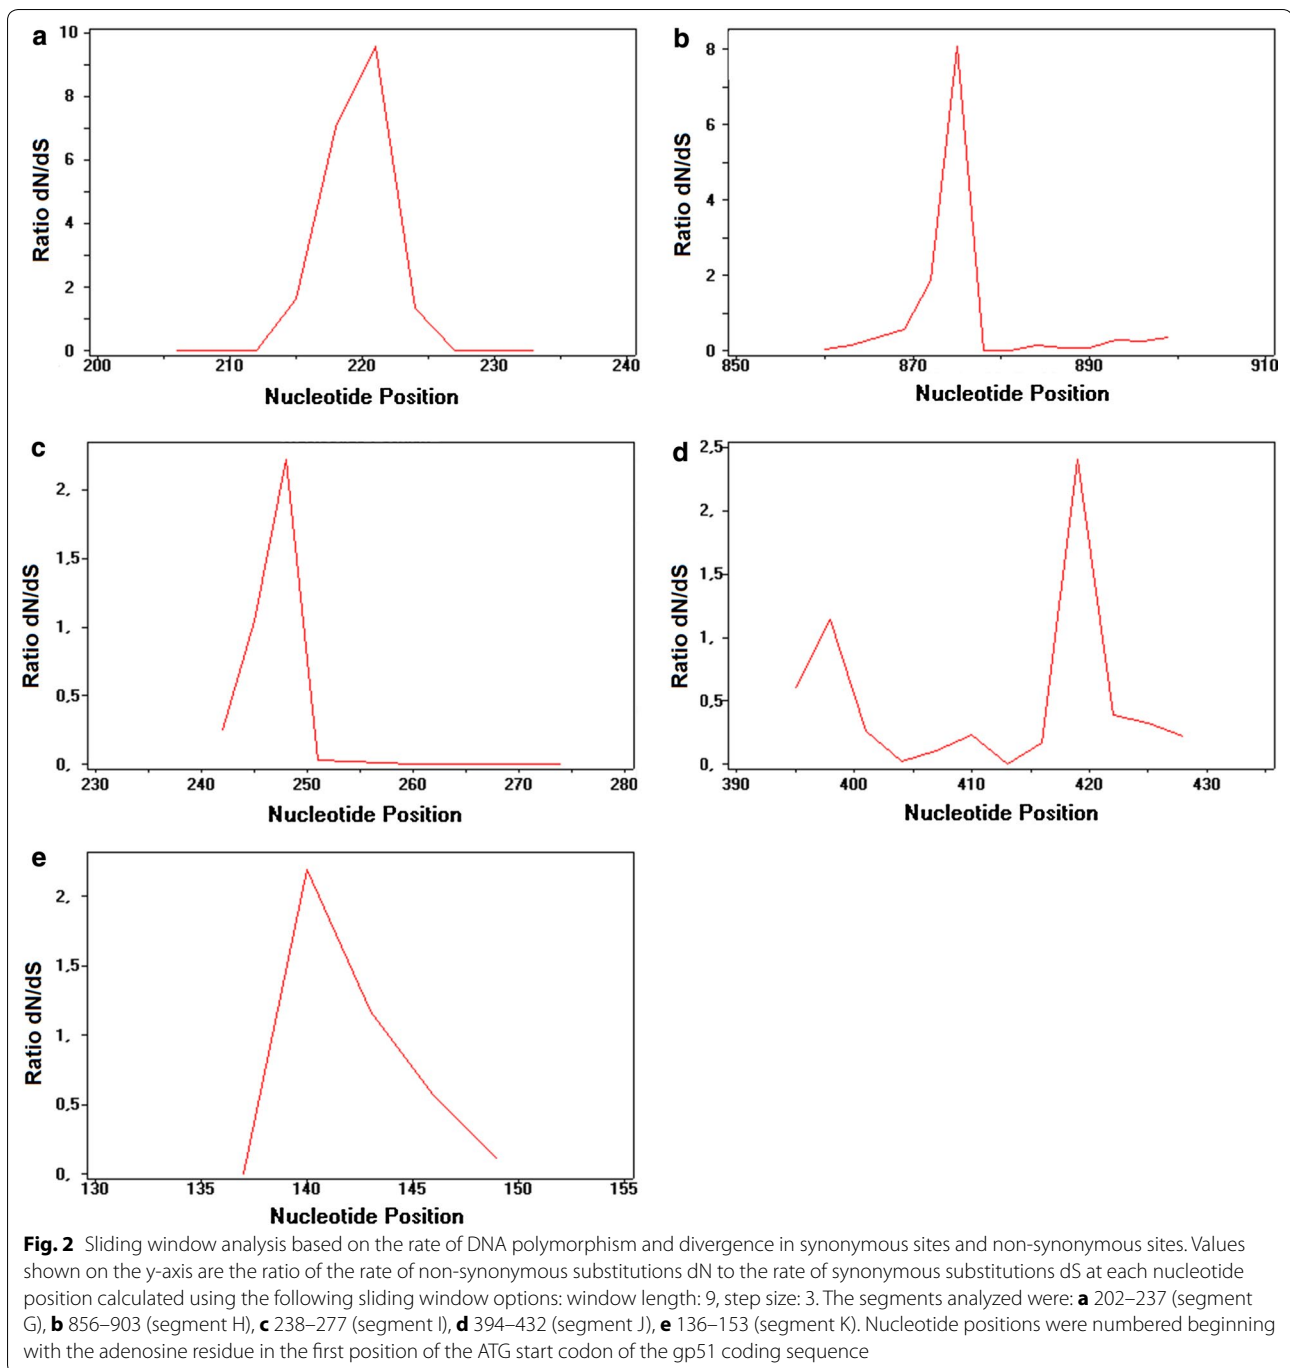 a
10
8
6
4
2
0
Ratio dN/dS
200 210 220 230 240
Nucleotide Position
b
8
6
4
2
0
Ratio dN/dS
850 870 890 910
Nucleotide Position
c
2,
1,5
1,
0,5
0,
Ratio dN/dS
230 240 250 260 270 280
Nucleotide Position
d
2,5
2,
1,5
1,
0,5
0,
Ratio dN/dS
390 400 410 420 430
Nucleotide Position
e
2,
1,5
1,
0,5
0,
Ratio dN/dS
130 135 140 145 150 155
Nucleotide Position
Fig. 2 Sliding window analysis based on the rate of DNA polymorphism and divergence in synonymous sites and non-synonymous sites. Values
shown on the y-axis are the ratio of the rate of non-synonymous substitutions dN to the rate of synonymous substitutions dS at each nucleotide
position calculated using the following sliding window options: window length: 9, step size: 3. The segments analyzed were: a 202–237 (segment
G), b 856–903 (segment H), c 238–277 (segment I), d 394–432 (segment J), e 136–153 (segment K). Nucleotide positions were numbered beginning
with the adenosine residue in the first position of the ATG start codon of the gp51 coding sequence